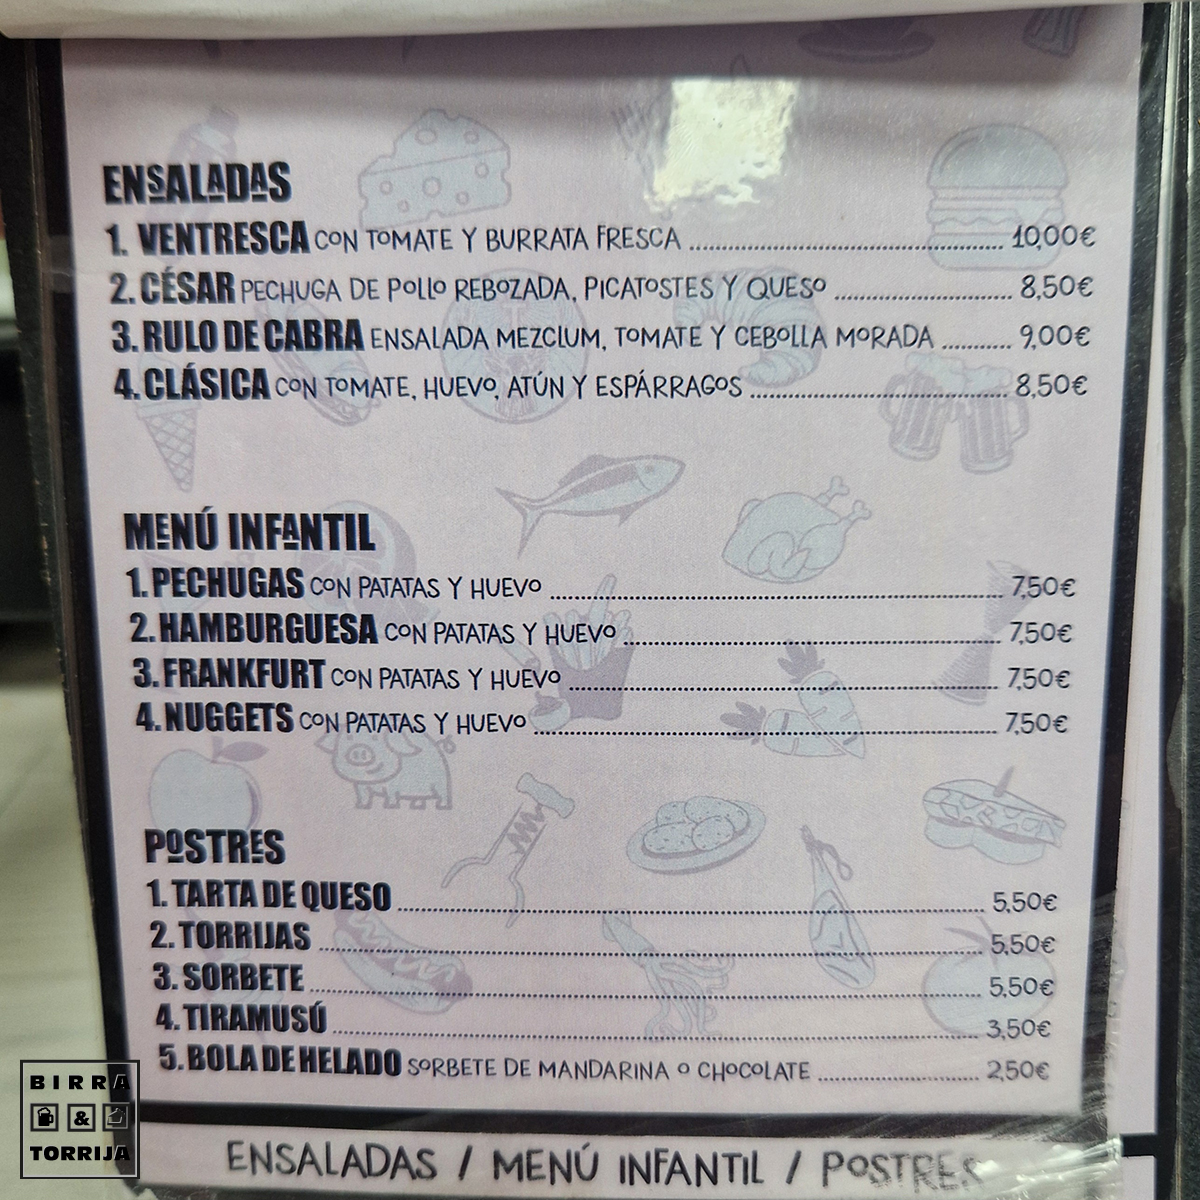 ENSALADAS
1. VENTRESCA CON TOMATE Y BURRATA FRESCA ........ 10,00€
2. CÉSAR PECHUGA DE POLLO REBOZADA, PICATOSTES Y QUESO ........ 8,50€
3. RULO DE CABRA ENSALADA MEZCLUM, TOMATE Y CEBOLLA MORADA ........ 9,00€
4. CLÁSICA CON TOMATE, HUEVO, ATÚN Y ESPÁRRAGOS ........ 8,50€
MENÚ INFANTIL
1. PECHUGAS CON PATATAS Y HUEVO ........ 7,50€
2. HAMBURGUESA CON PATATAS Y HUEVO ........ 7,50€
3. FRANKFURT CON PATATAS Y HUEVO ........ 7,50€
4. NUGGETS CON PATATAS Y HUEVO ........ 7,50€
POSTRES
1. TARTA DE QUESO ........ 5,50€
2. TORRIJAS ........ 5,50€
3. SORBETE ........ 5,50€
4. TIRAMUSÚ ........ 3,50€
5. BOLA DE HELADO SORBETE DE MANDARINA O CHOCOLATE ........ 2,50€
ENSALADAS / MENÚ INFANTIL / POSTRES
BIRRA
&
TORRIJA